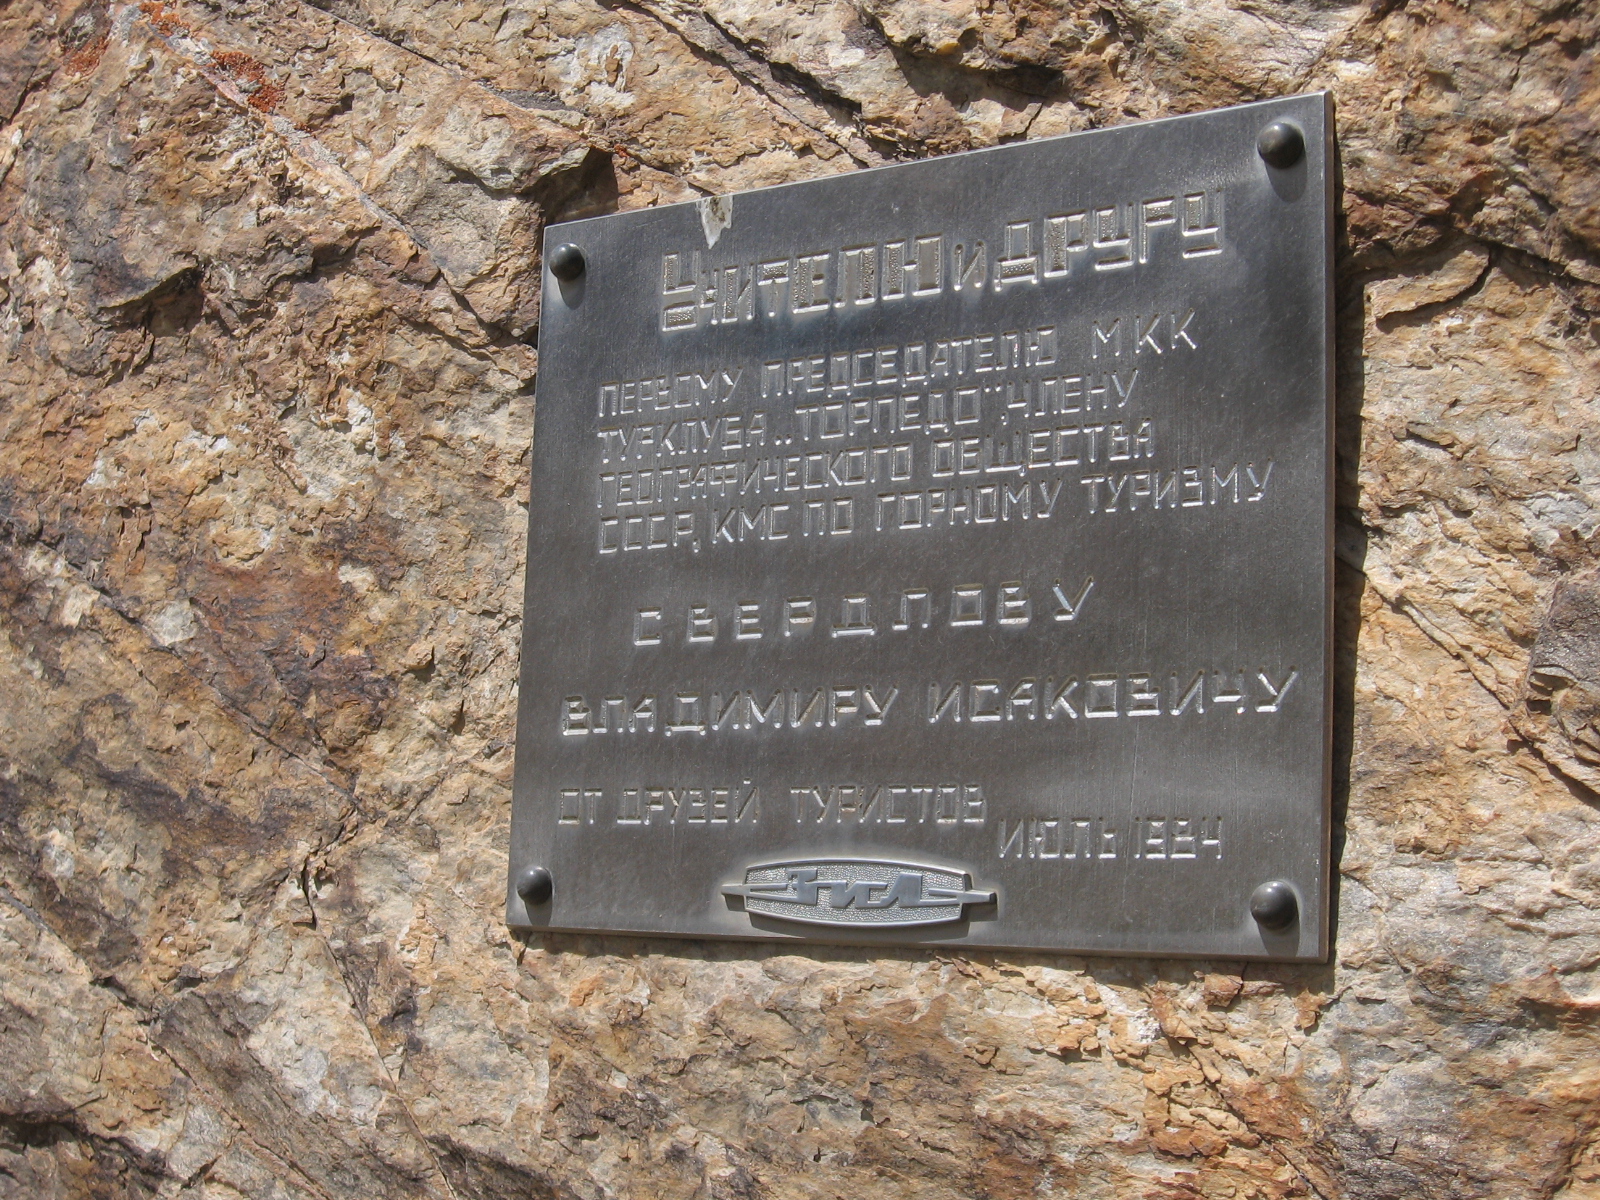 Учителю и другу
первому председателю МКК
турклуба „Торпедо", члену
географического общества
СССР, КМС по горному туризму
Свердлову
Владимиру Исаковичу
от друзей туристов
июль 1984
ЗиЛ